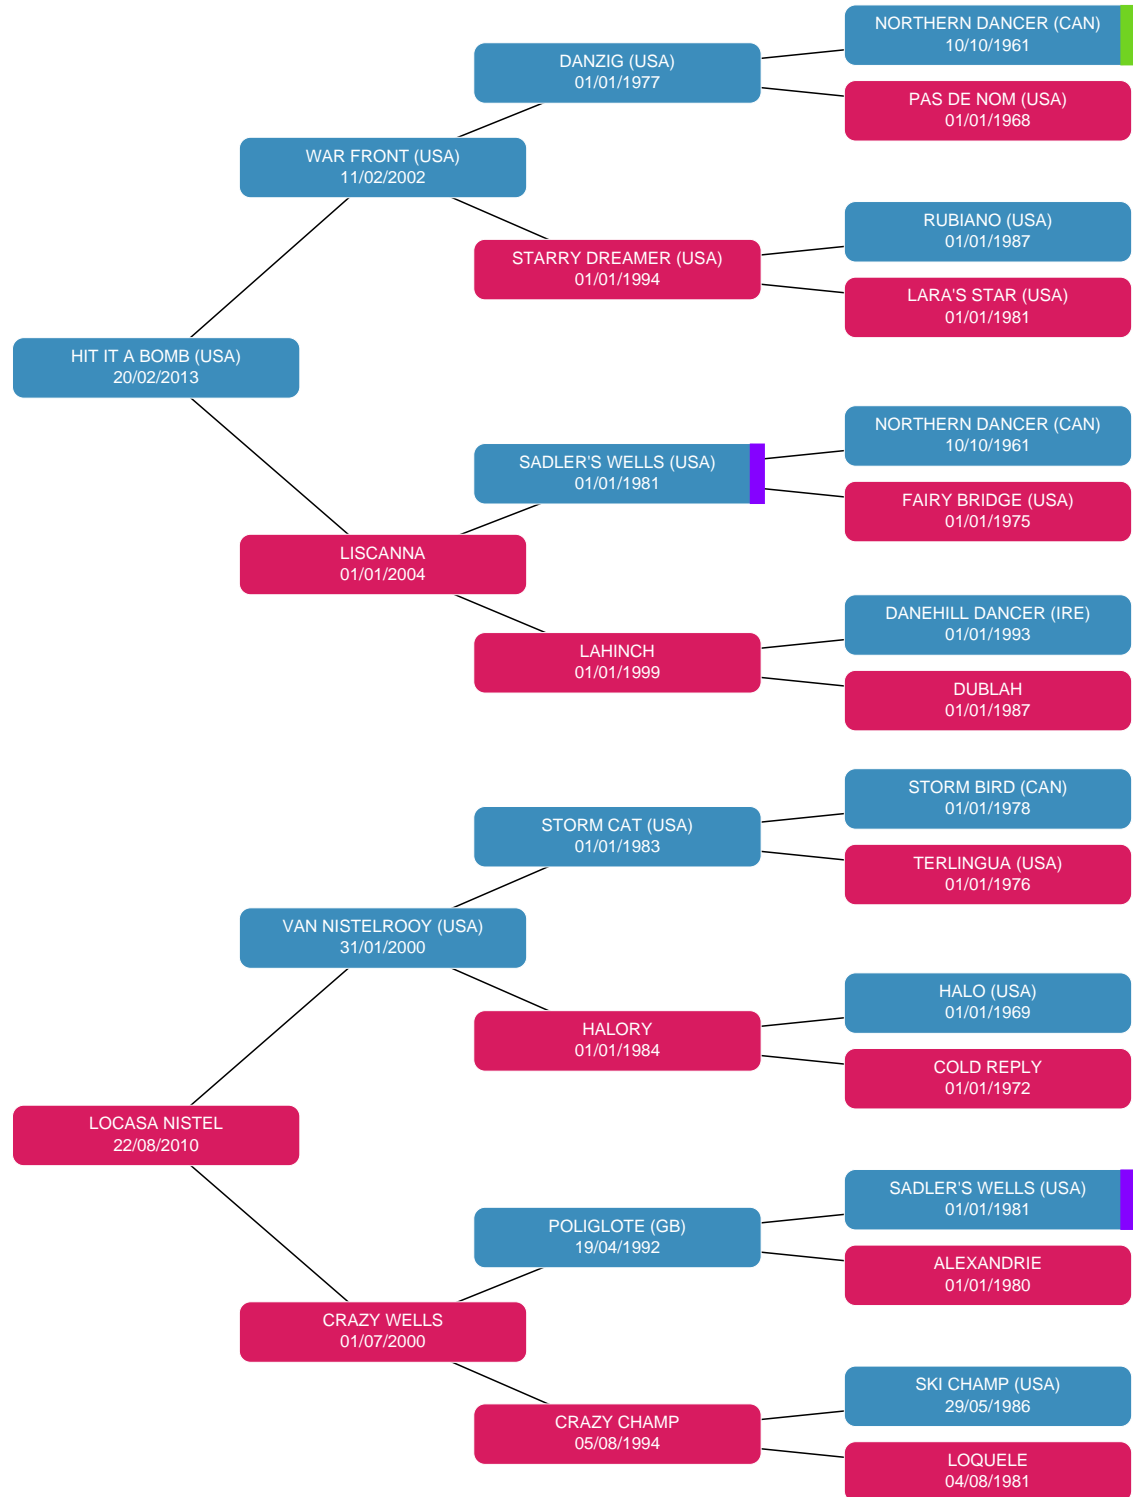 NORTHERN DANCER (CAN)
10/10/1961
DANZIG (USA)
01/01/1977
PAS DE NOM (USA)
01/01/1968
WAR FRONT (USA)
11/02/2002
RUBIANO (USA)
01/01/1987
STARRY DREAMER (USA)
01/01/1994
LARA'S STAR (USA)
01/01/1981
HIT IT A BOMB (USA)
20/02/2013
NORTHERN DANCER (CAN)
10/10/1961
SADLER'S WELLS (USA)
01/01/1981
FAIRY BRIDGE (USA)
01/01/1975
LISCANNA
01/01/2004
DANEHILL DANCER (IRE)
01/01/1993
LAHINCH
01/01/1999
DUBLAH
01/01/1987
STORM BIRD (CAN)
01/01/1978
STORM CAT (USA)
01/01/1983
TERLINGUA (USA)
01/01/1976
VAN NISTELROOY (USA)
31/01/2000
HALO (USA)
01/01/1969
HALORY
01/01/1984
COLD REPLY
01/01/1972
LOCASA NISTEL
22/08/2010
SADLER'S WELLS (USA)
01/01/1981
POLIGLOTE (GB)
19/04/1992
ALEXANDRIE
01/01/1980
CRAZY WELLS
01/07/2000
SKI CHAMP (USA)
29/05/1986
CRAZY CHAMP
05/08/1994
LOQUELE
04/08/1981